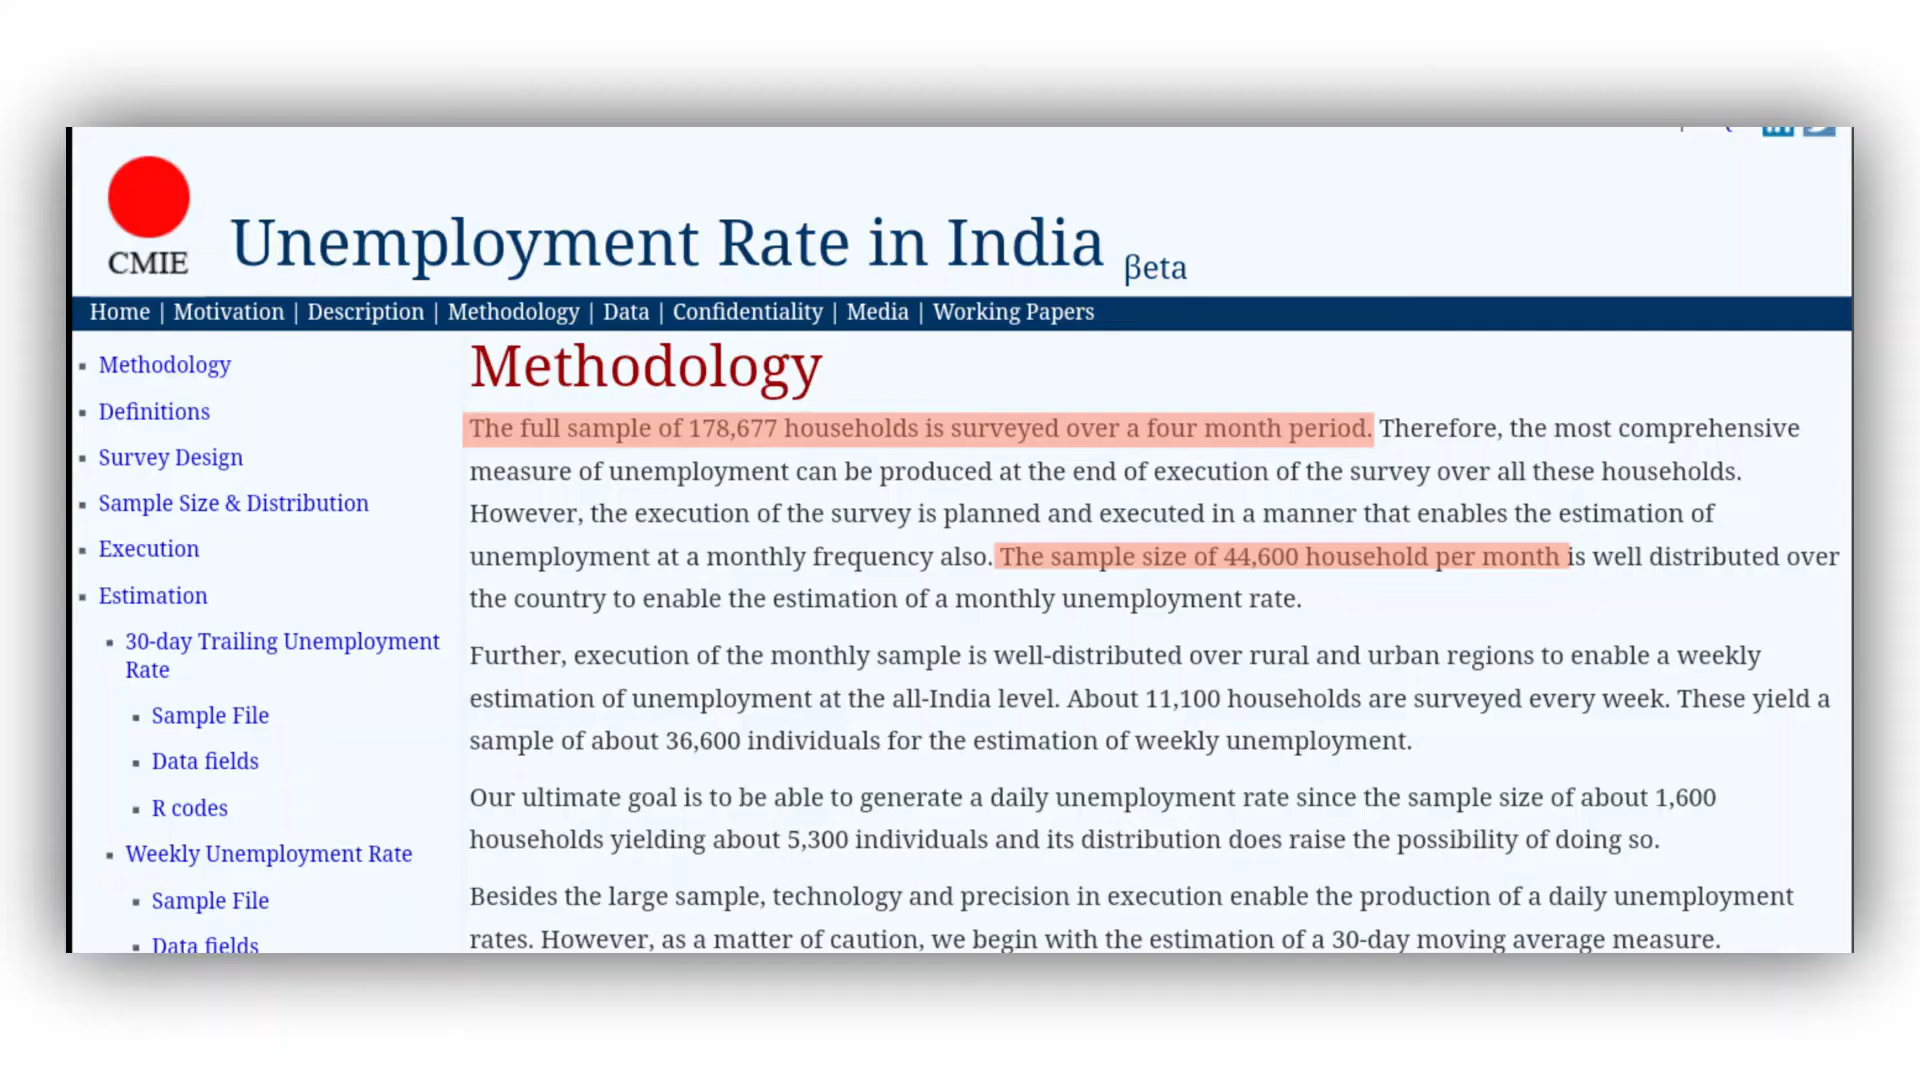 CMIE
Unemployment Rate in India βeta
Home | Motivation | Description | Methodology | Data | Confidentiality | Media | Working Papers
Methodology
Definitions
Survey Design
Sample Size & Distribution
Execution
Estimation
30-day Trailing Unemployment
Rate
Sample File
Data fields
R codes
Weekly Unemployment Rate
Sample File
Data fields
Methodology
The full sample of 178,677 households is surveyed over a four month period. Therefore, the most comprehensive
measure of unemployment can be produced at the end of execution of the survey over all these households.
However, the execution of the survey is planned and executed in a manner that enables the estimation of
unemployment at a monthly frequency also. The sample size of 44,600 household per month is well distributed over
the country to enable the estimation of a monthly unemployment rate.
Further, execution of the monthly sample is well-distributed over rural and urban regions to enable a weekly
estimation of unemployment at the all-India level. About 11,100 households are surveyed every week. These yield a
sample of about 36,600 individuals for the estimation of weekly unemployment.
Our ultimate goal is to be able to generate a daily unemployment rate since the sample size of about 1,600
households yielding about 5,300 individuals and its distribution does raise the possibility of doing so.
Besides the large sample, technology and precision in execution enable the production of a daily unemployment
rates. However, as a matter of caution, we begin with the estimation of a 30-day moving average measure.